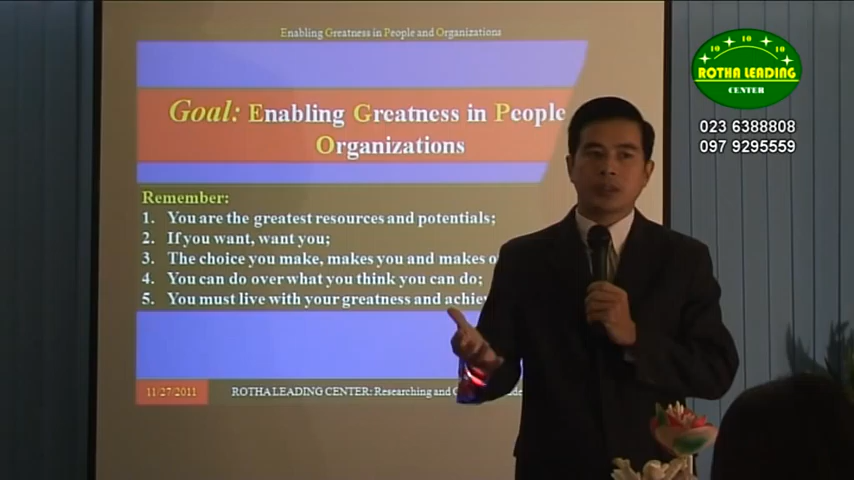 Enabling Greatness in People and Organizations
Goal: Enabling Greatness in People
Organizations
Remember:
1. You are the greatest resources and potentials;
2. If you want, want you;
3. The choice you make, makes you and makes
4. You can do over what you think you can do;
5. You must live with your greatness and
11/27/2011
ROTHA LEADING CENTER: Researching and
10 10 10
ROTHA LEADING
CENTER
023 6388808
097 9295559